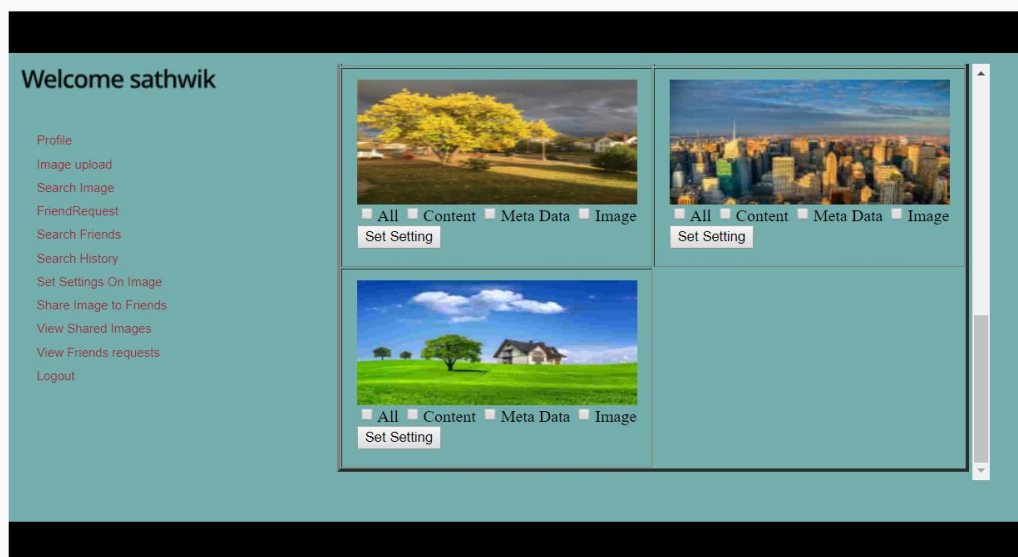 Welcome sathwik
Profile
Image upload
Search Image
FriendRequest
Search Friends
Search History
Set Settings On Image
Share Image to Friends
View Shared Images
View Friends requests
Logout
All Content Meta Data Image
Set Setting
All Content Meta Data Image
Set Setting
All Content Meta Data Image
Set Setting